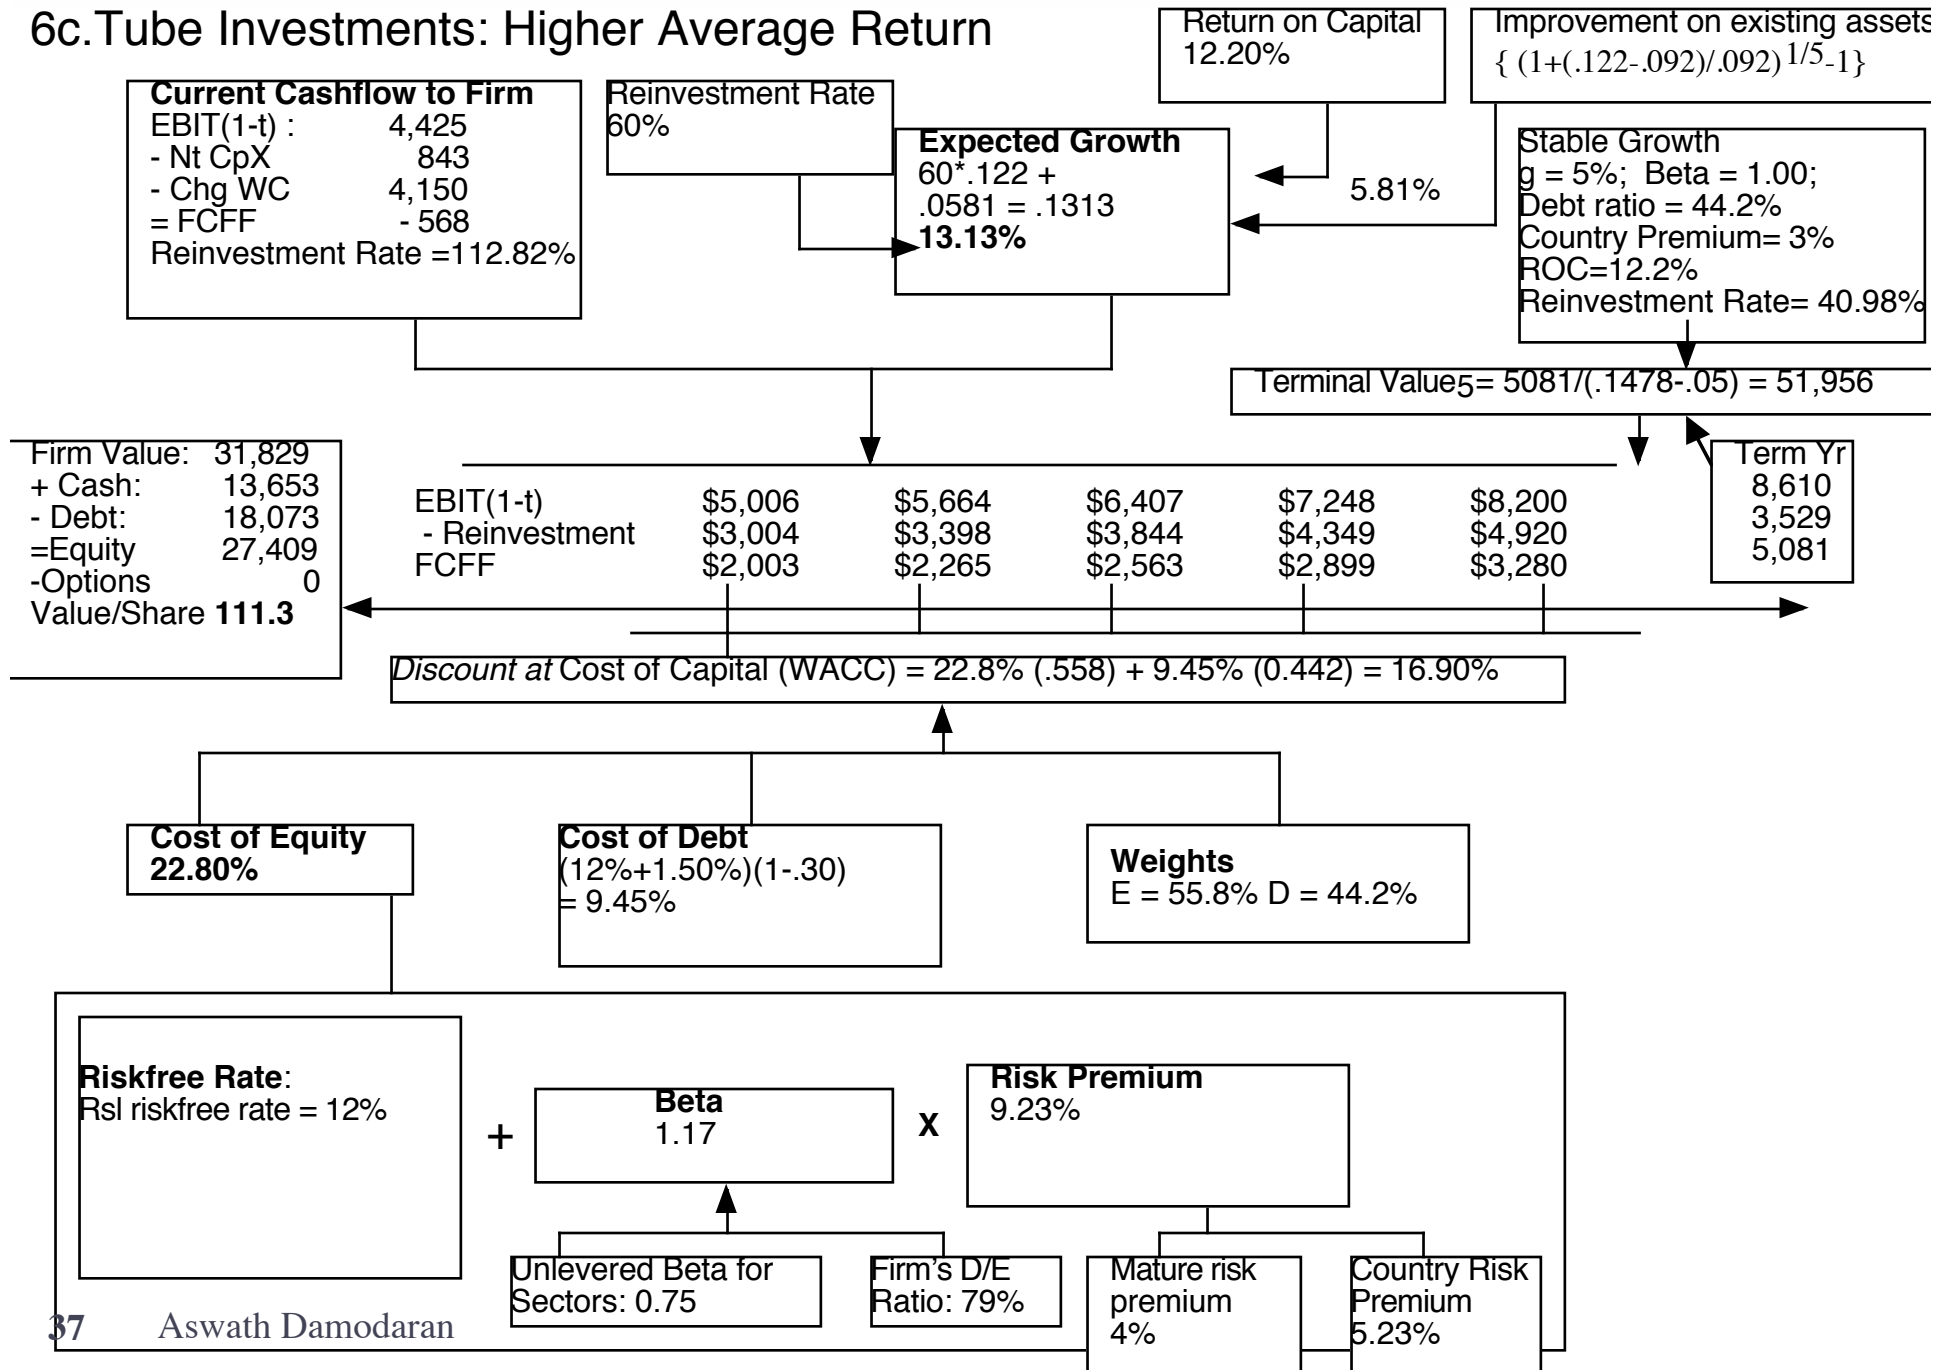 6c.Tube Investments: Higher Average Return
Return on Capital
12.20%
Improvement on existing assets
{ (1+(.122-.092)/.092)1/5-1}
Current Cashflow to Firm
EBIT(1-t) : 4,425
- Nt CpX 843
- Chg WC 4,150
= FCFF - 568
Reinvestment Rate =112.82%
Reinvestment Rate
60%
Expected Growth
60*.122 +
.0581 = .1313
13.13%
5.81%
Stable Growth
g = 5%; Beta = 1.00;
Debt ratio = 44.2%
Country Premium= 3%
ROC=12.2%
Reinvestment Rate= 40.98%
Terminal Value5= 5081/(.1478-.05) = 51,956
Firm Value: 31,829
+ Cash: 13,653
- Debt: 18,073
=Equity 27,409
-Options 0
Value/Share 111.3
EBIT(1-t) $5,006 $5,664 $6,407 $7,248 $8,200
- Reinvestment $3,004 $3,398 $3,844 $4,349 $4,920
FCFF $2,003 $2,265 $2,563 $2,899 $3,280
Term Yr
8,610
3,529
5,081
Discount at Cost of Capital (WACC) = 22.8% (.558) + 9.45% (0.442) = 16.90%
Cost of Equity
22.80%
Cost of Debt
(12%+1.50%)(1-.30)
= 9.45%
Weights
E = 55.8% D = 44.2%
Riskfree Rate:
Rsl riskfree rate = 12%
+
Beta
1.17
X
Risk Premium
9.23%
Unlevered Beta for
Sectors: 0.75
Firm's D/E
Ratio: 79%
Mature risk
premium
4%
Country Risk
Premium
5.23%
37 Aswath Damodaran